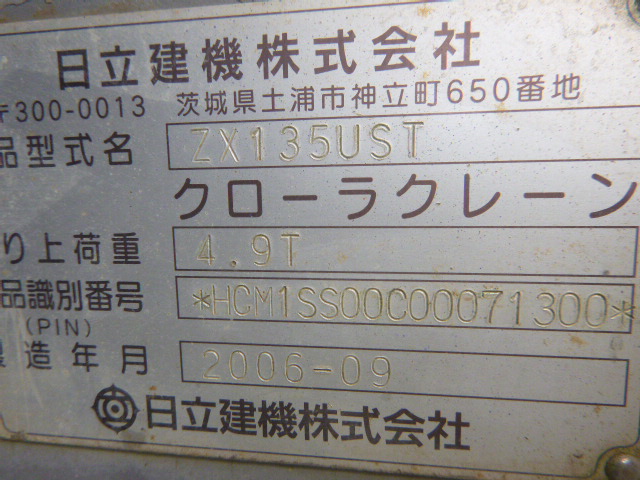 日立建機株式会社
〒300-0013 茨城県土浦市神立町650番地
品型式名 ZX135UST
クローラクレーン
り上荷重 4.9T
品識別番号 *HCM1SS00C00071300*
(PIN)
製造年月 2006-09
日立建機株式会社